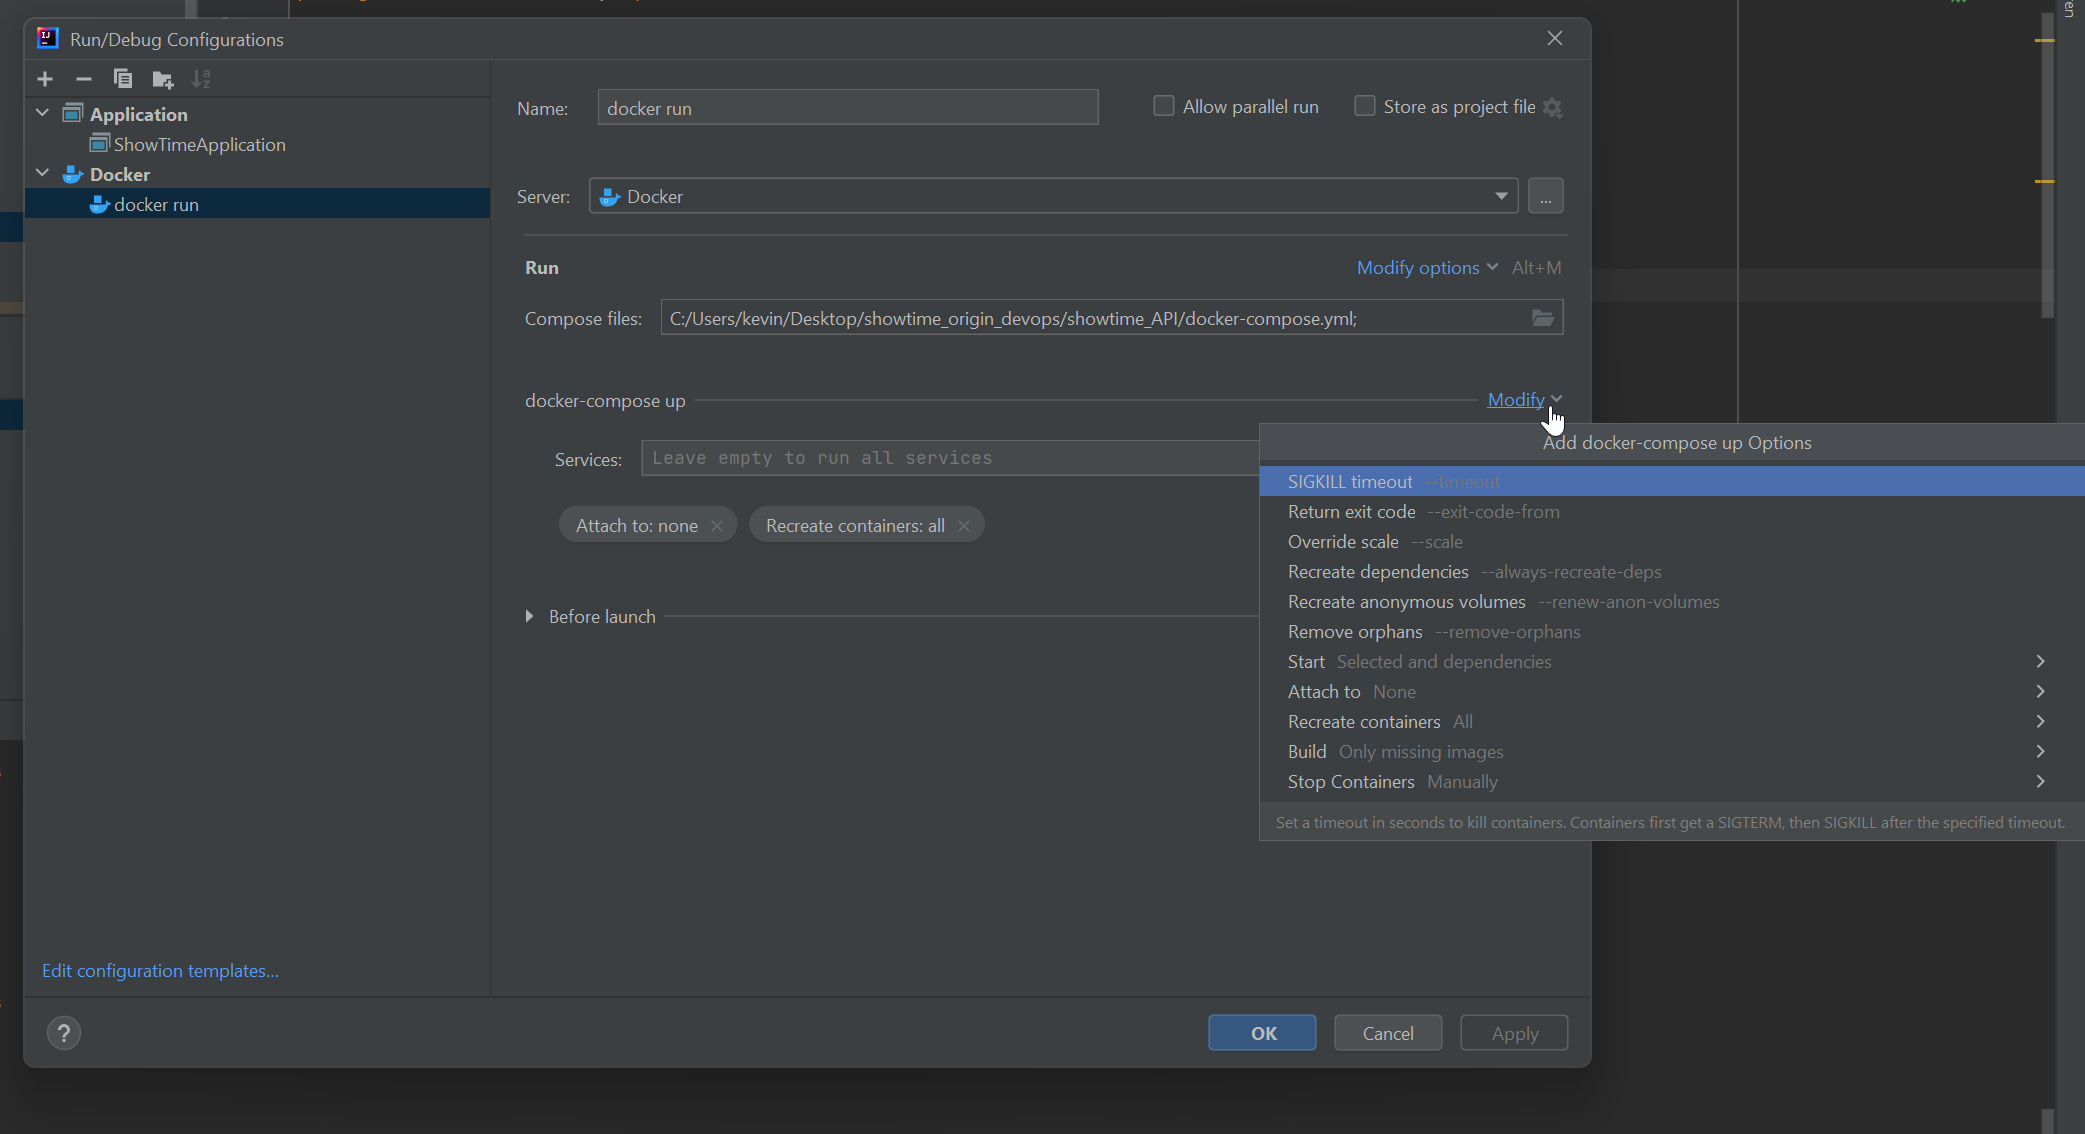 Run/Debug Configurations
Application
ShowTimeApplication
Docker
docker run
Edit configuration templates...
Name:
docker run
Allow parallel run
Store as project file
Server:
Docker
...
Run
Modify options
Alt+M
Compose files:
C:/Users/kevin/Desktop/showtime_origin_devops/showtime_API/docker-compose.yml;
docker-compose up
Modify
Services:
Leave empty to run all services
Attach to: none
Recreate containers: all
Before launch
Add docker-compose up Options
SIGKILL timeout --timeout
Return exit code --exit-code-from
Override scale --scale
Recreate dependencies --always-recreate-deps
Recreate anonymous volumes --renew-anon-volumes
Remove orphans --remove-orphans
Start Selected and dependencies
Attach to None
Recreate containers All
Build Only missing images
Stop Containers Manually
Set a timeout in seconds to kill containers. Containers first get a SIGTERM, then SIGKILL after the specified timeout.
?
OK
Cancel
Apply